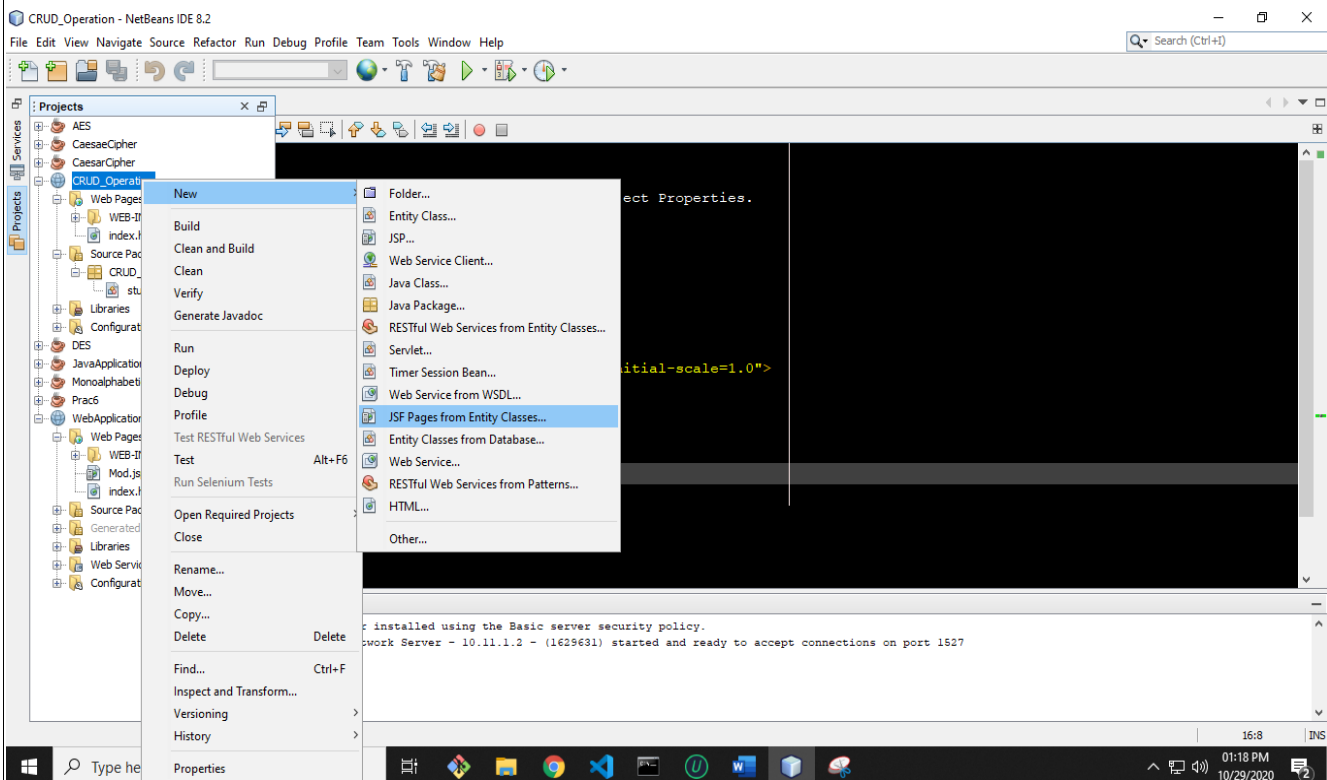 CRUD_Operation - NetBeans IDE 8.2
File Edit View Navigate Source Refactor Run Debug Profile Team Tools Window Help
Search (Ctrl+I)
Services
Projects
Projects
AES
CaesaeCipher
CaesarCipher
CRUD_Operati
Web Pages
WEB-IN
index.h
Source Pac
CRUD_
stu
Libraries
Configurat
DES
JavaApplication
Monoalphabeti
Prac6
WebApplication
Web Pages
WEB-IN
Mod.js
index.h
Source Pac
Generated
Libraries
Web Servic
Configurat
New
Build
Clean and Build
Clean
Verify
Generate Javadoc
Run
Deploy
Debug
Profile
Test RESTful Web Services
Test Alt+F6
Run Selenium Tests
Open Required Projects
Close
Rename...
Move...
Copy...
Delete Delete
Find... Ctrl+F
Inspect and Transform...
Versioning
History
Properties
Folder...
Entity Class...
JSP...
Web Service Client...
Java Class...
Java Package...
RESTful Web Services from Entity Classes...
Servlet...
Timer Session Bean...
Web Service from WSDL...
JSF Pages from Entity Classes...
Entity Classes from Database...
Web Service...
RESTful Web Services from Patterns...
HTML...
Other...
ect Properties.
itial-scale=1.0">
r installed using the Basic server security policy.
twork Server - 10.11.1.2 - (1629631) started and ready to accept connections on port 1527
16:8 INS
Type he
01:18 PM
10/29/2020
2